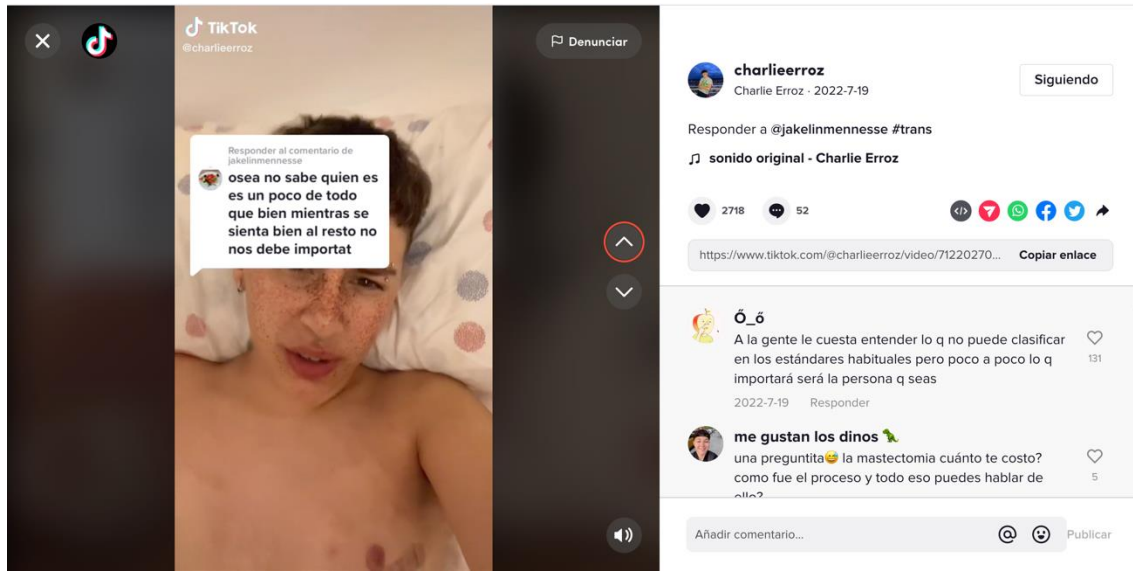 TikTok
@charlieerroz
Denunciar
Responder al comentario de
jakelinmennesse
osea no sabe quien es
es un poco de todo
que bien mientras se
sienta bien al resto no
nos debe importat
charlieerroz
Charlie Erroz · 2022-7-19
Siguiendo
Responder a @jakelinmennesse #trans
sonido original - Charlie Erroz
2718
52
https://www.tiktok.com/@charlieerroz/video/71220270...
Copiar enlace
Ő_ő
A la gente le cuesta entender lo q no puede clasificar
en los estándares habituales pero poco a poco lo q
importará será la persona q seas
131
2022-7-19 Responder
me gustan los dinos 🦖
una preguntita😅 la mastectomia cuánto te costo?
como fue el proceso y todo eso puedes hablar de
ello?
5
Añadir comentario...
@
Publicar